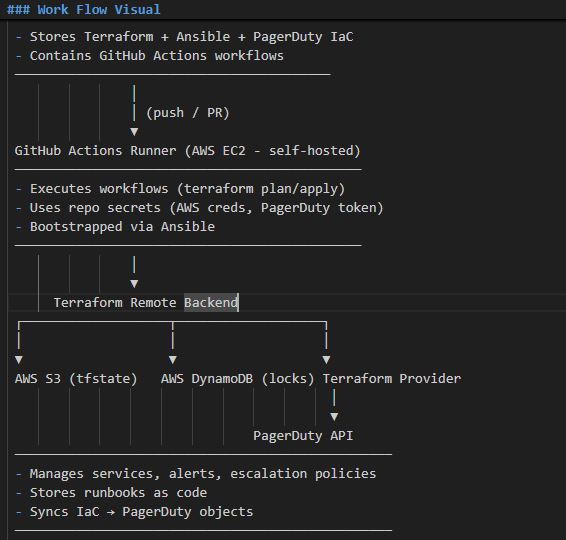 ### Work Flow Visual
- Stores Terraform + Ansible + PagerDuty IaC
- Contains GitHub Actions workflows
(push / PR)
GitHub Actions Runner (AWS EC2 - self-hosted)
- Executes workflows (terraform plan/apply)
- Uses repo secrets (AWS creds, PagerDuty token)
- Bootstrapped via Ansible
Terraform Remote Backend
AWS S3 (tfstate) AWS DynamoDB (locks) Terraform Provider
PagerDuty API
- Manages services, alerts, escalation policies
- Stores runbooks as code
- Syncs IaC → PagerDuty objects